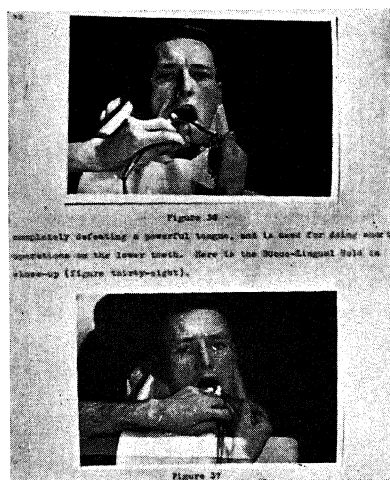 Figure 36
completely defeating a powerful tongue, and is used for doing short
operations on the lower teeth. Here is the Bucco-Lingual Hold in
close-up (figure thirty-eight).
Figure 37